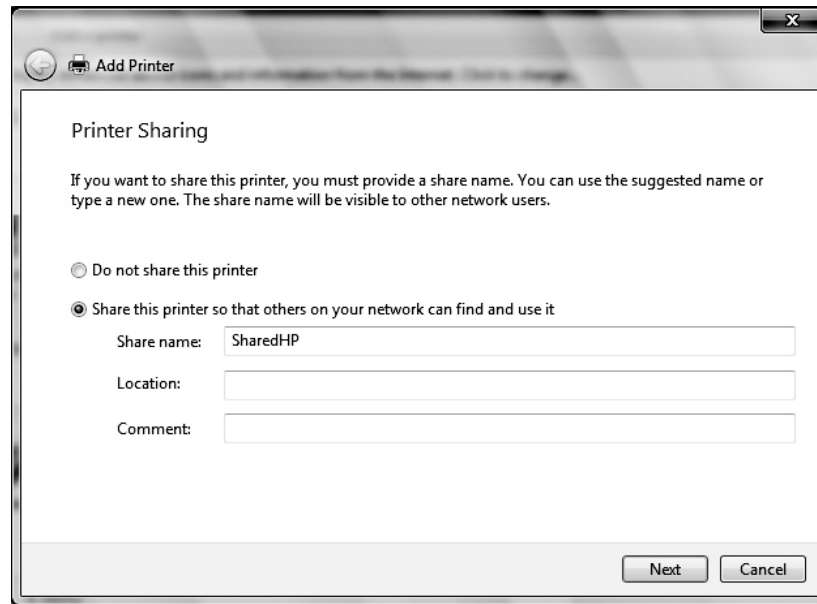 Add Printer
Printer Sharing
If you want to share this printer, you must provide a share name. You can use the suggested name or
type a new one. The share name will be visible to other network users.
Do not share this printer
Share this printer so that others on your network can find and use it
Share name: SharedHP
Location:
Comment:
Next Cancel